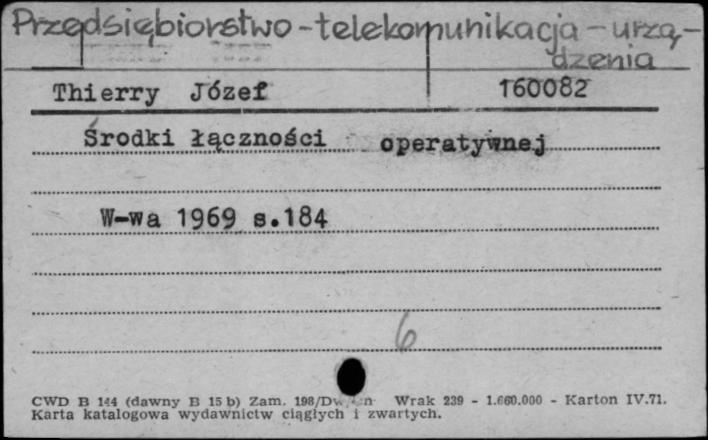 Przedsiębiorstwo-telekomunikacja-urzą-
dzenia
Thierry Józef 160082
Środki łączności operatywnej
W-wa 1969 s.184
6
CWD B 144 (dawny B 15 b) Zam. 198/ Wrak 239 - 1.660.000 - Karton IV.71.
Karta katalogowa wydawnictw ciągłych i zwartych.